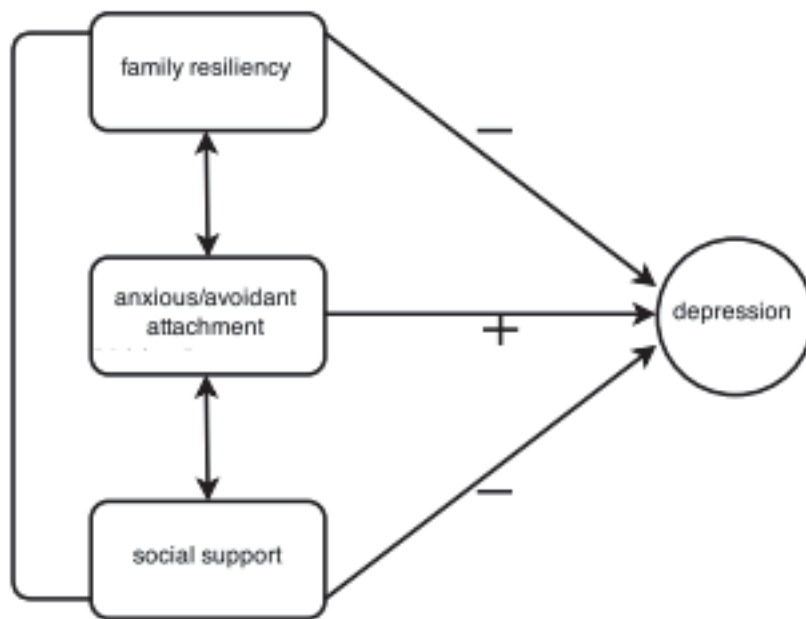 family resiliency
−
anxious/avoidant
attachment
+
depression
−
social support